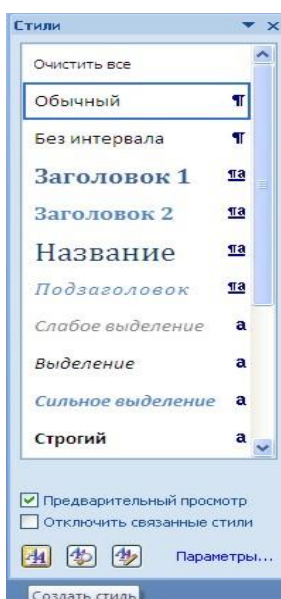 Стили
Очистить все
Обычный ¶
Без интервала ¶
Заголовок 1 ¶a
Заголовок 2 ¶a
Название ¶a
Подзаголовок ¶a
Слабое выделение a
Выделение a
Сильное выделение a
Строгий a
Предварительный просмотр
Отключить связанные стили
Параметры...
Создать стиль